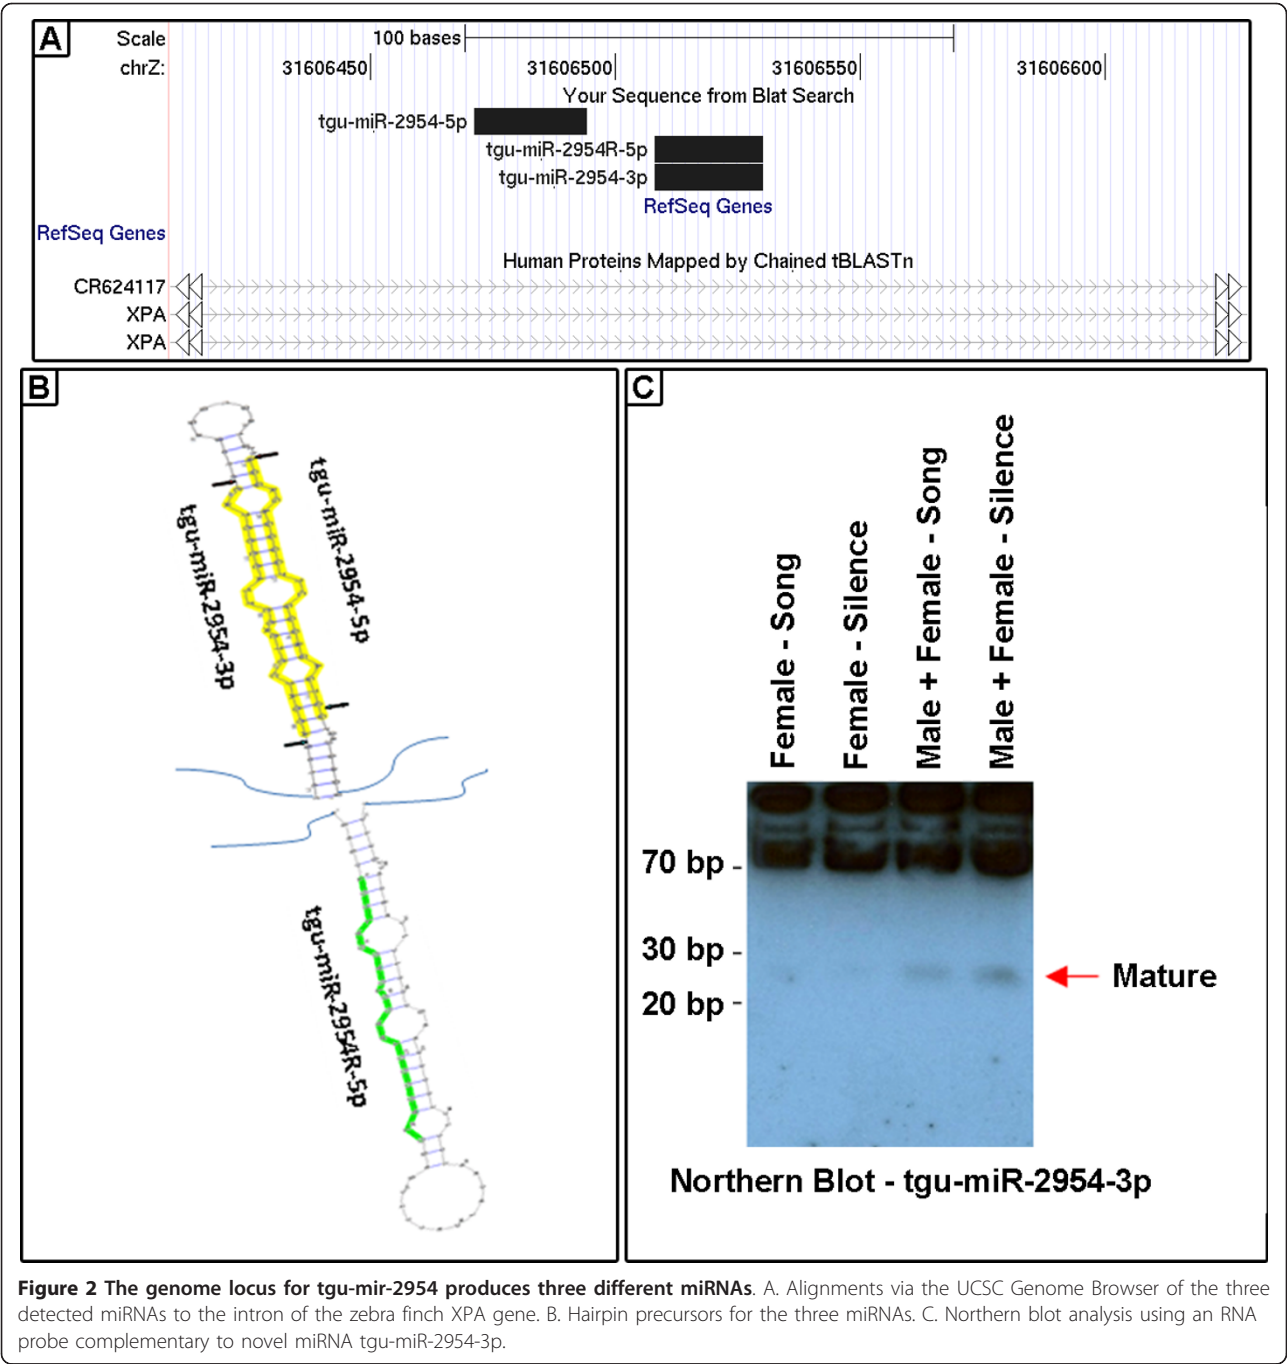 A
Scale
100 bases
chrZ:
31606450
31606500
31606550
31606600
Your Sequence from Blat Search
tgu-miR-2954-5p
tgu-miR-2954R-5p
tgu-miR-2954-3p
RefSeq Genes
RefSeq Genes
Human Proteins Mapped by Chained tBLASTn
CR624117
XPA
XPA
B
tgu-miR-2954-5p
tgu-miR-2954-3p
tgu-miR-2954R-5p
C
Female - Song
Female - Silence
Male + Female - Song
Male + Female - Silence
70 bp -
30 bp -
20 bp -
Mature
Northern Blot - tgu-miR-2954-3p
Figure 2 The genome locus for tgu-mir-2954 produces three different miRNAs. A. Alignments via the UCSC Genome Browser of the three
detected miRNAs to the intron of the zebra finch XPA gene. B. Hairpin precursors for the three miRNAs. C. Northern blot analysis using an RNA
probe complementary to novel miRNA tgu-miR-2954-3p.